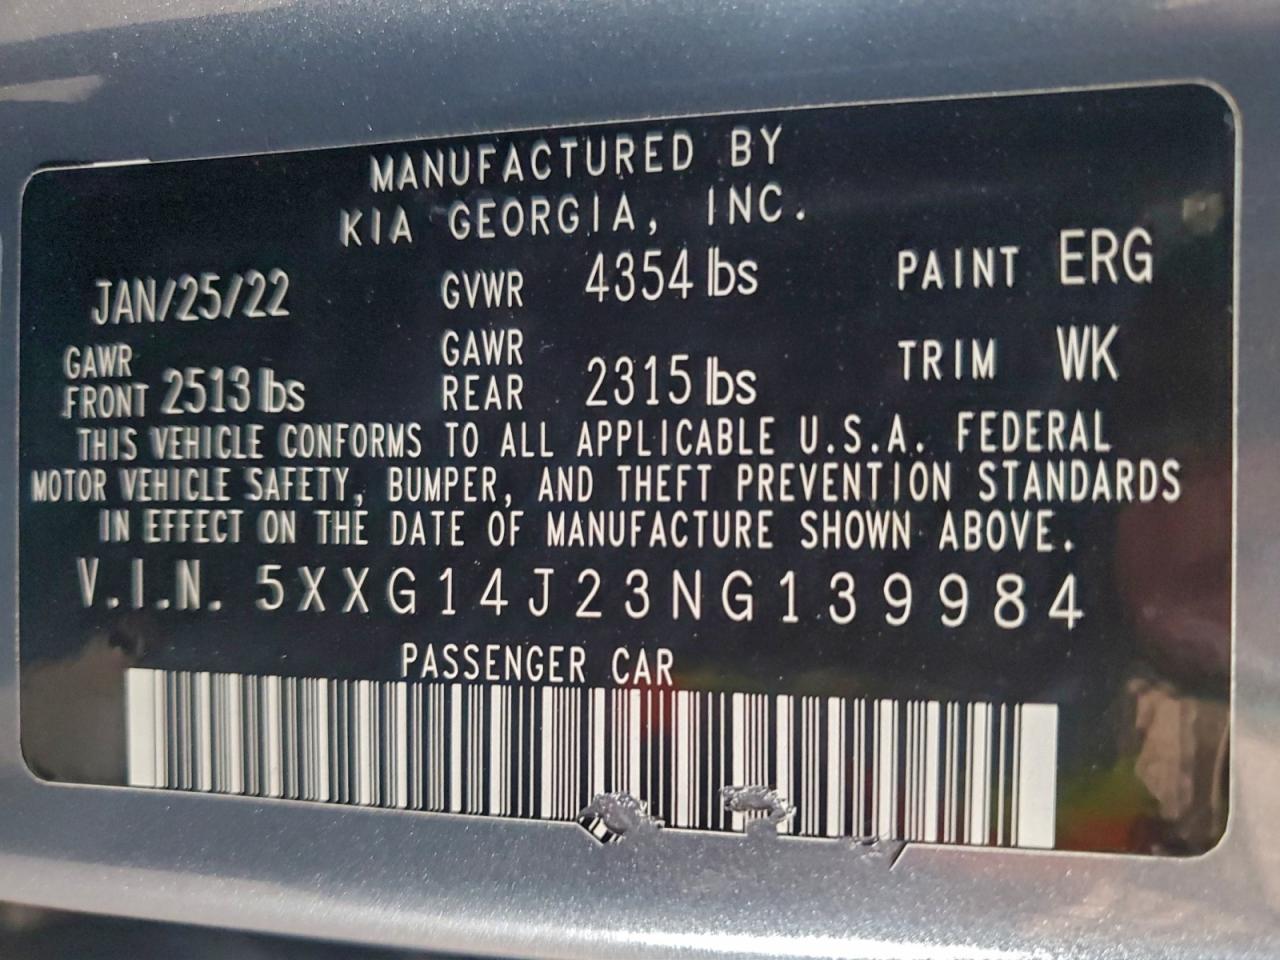 MANUFACTURED BY
KIA GEORGIA, INC.
JAN/25/22 GVWR 4354 lbs PAINT ERG
GAWR FRONT 2513 lbs GAWR REAR 2315 lbs TRIM WK
THIS VEHICLE CONFORMS TO ALL APPLICABLE U.S.A. FEDERAL
MOTOR VEHICLE SAFETY, BUMPER, AND THEFT PREVENTION STANDARDS
IN EFFECT ON THE DATE OF MANUFACTURE SHOWN ABOVE.
V.I.N. 5XXG14J23NG139984
PASSENGER CAR